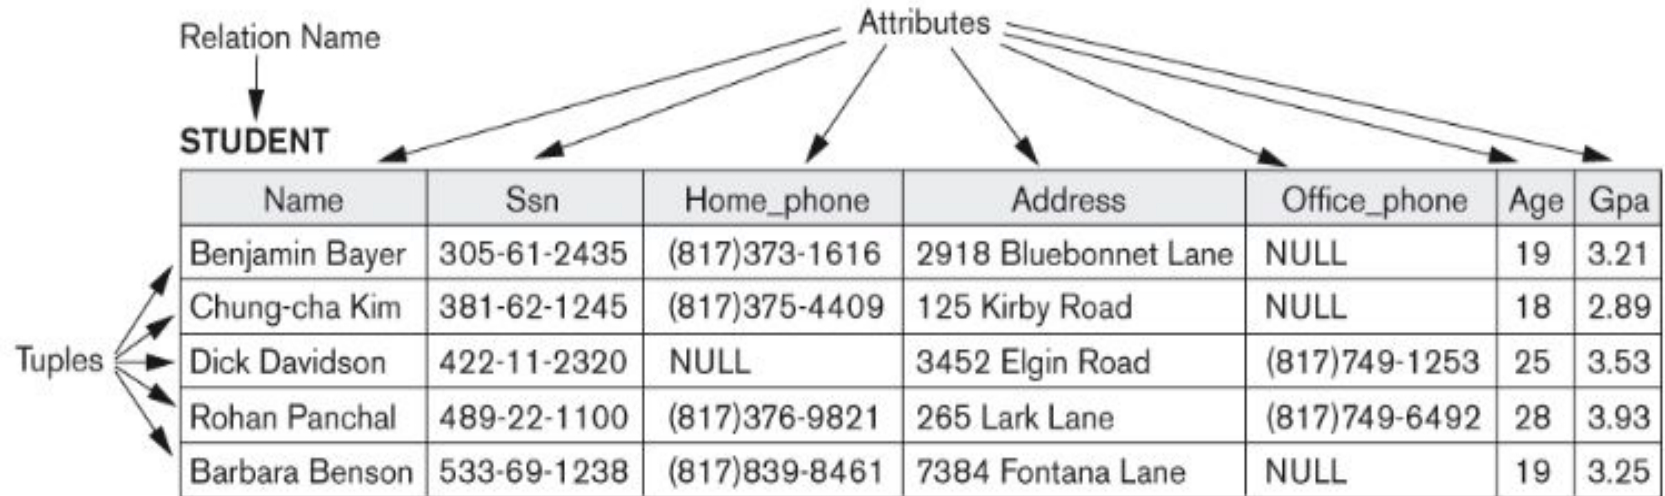 Attributes
Relation Name
STUDENT
Name Ssn Home_phone Address Office_phone Age Gpa
Benjamin Bayer 305-61-2435 (817)373-1616 2918 Bluebonnet Lane NULL 19 3.21
Chung-cha Kim 381-62-1245 (817)375-4409 125 Kirby Road NULL 18 2.89
Tuples Dick Davidson 422-11-2320 NULL 3452 Elgin Road (817)749-1253 25 3.53
Rohan Panchal 489-22-1100 (817)376-9821 265 Lark Lane (817)749-6492 28 3.93
Barbara Benson 533-69-1238 (817)839-8461 7384 Fontana Lane NULL 19 3.25